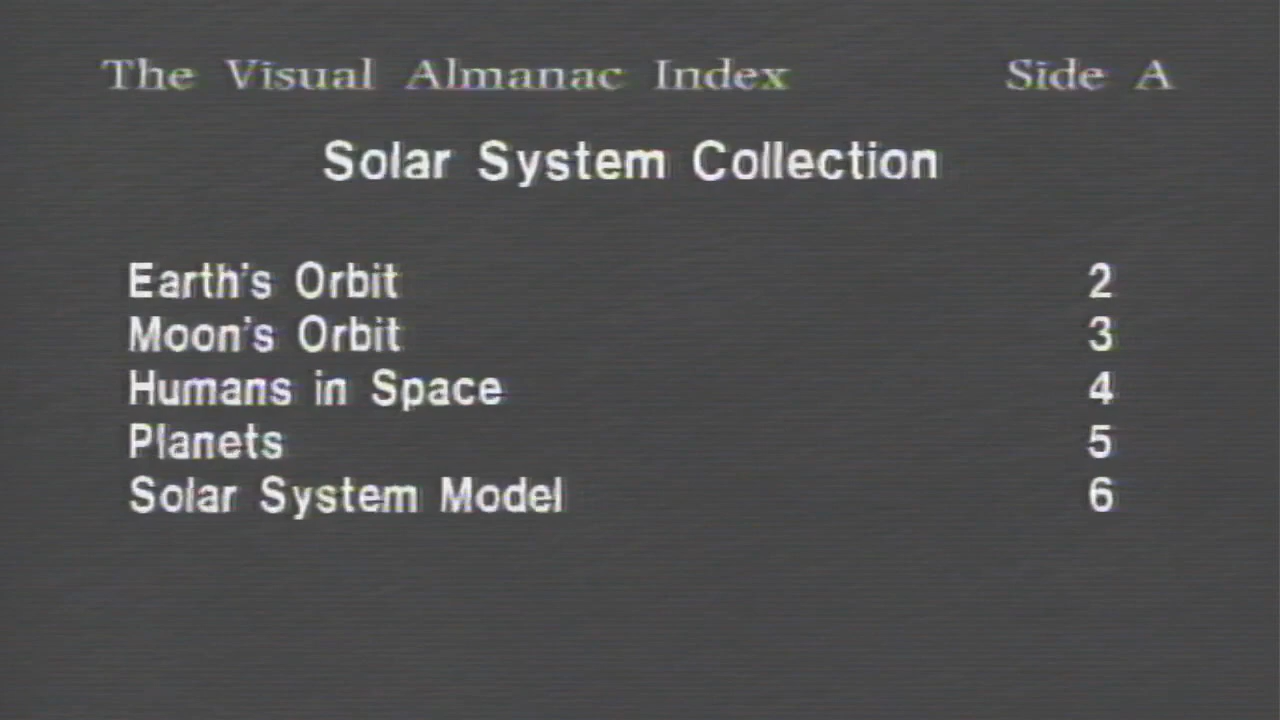 The Visual Almanac Index Side A
Solar System Collection
Earth's Orbit 2
Moon's Orbit 3
Humans in Space 4
Planets 5
Solar System Model 6